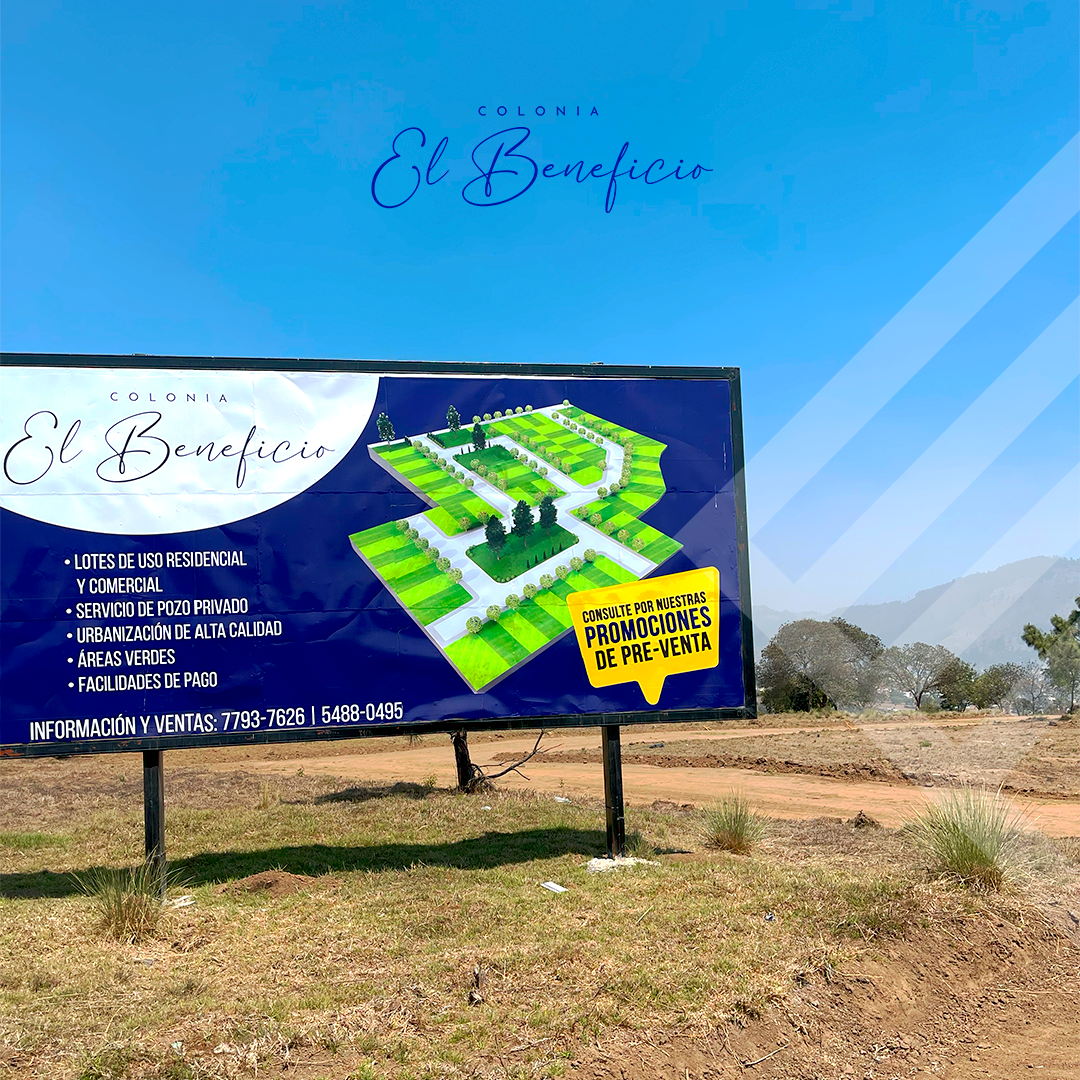 COLONIA
El Beneficio
COLONIA
El Beneficio
• LOTES DE USO RESIDENCIAL
Y COMERCIAL
• SERVICIO DE POZO PRIVADO
• URBANIZACIÓN DE ALTA CALIDAD
• ÁREAS VERDES
• FACILIDADES DE PAGO
CONSULTE POR NUESTRAS
PROMOCIONES
DE PRE-VENTA
INFORMACIÓN Y VENTAS: 7793-7626 | 5488-0495